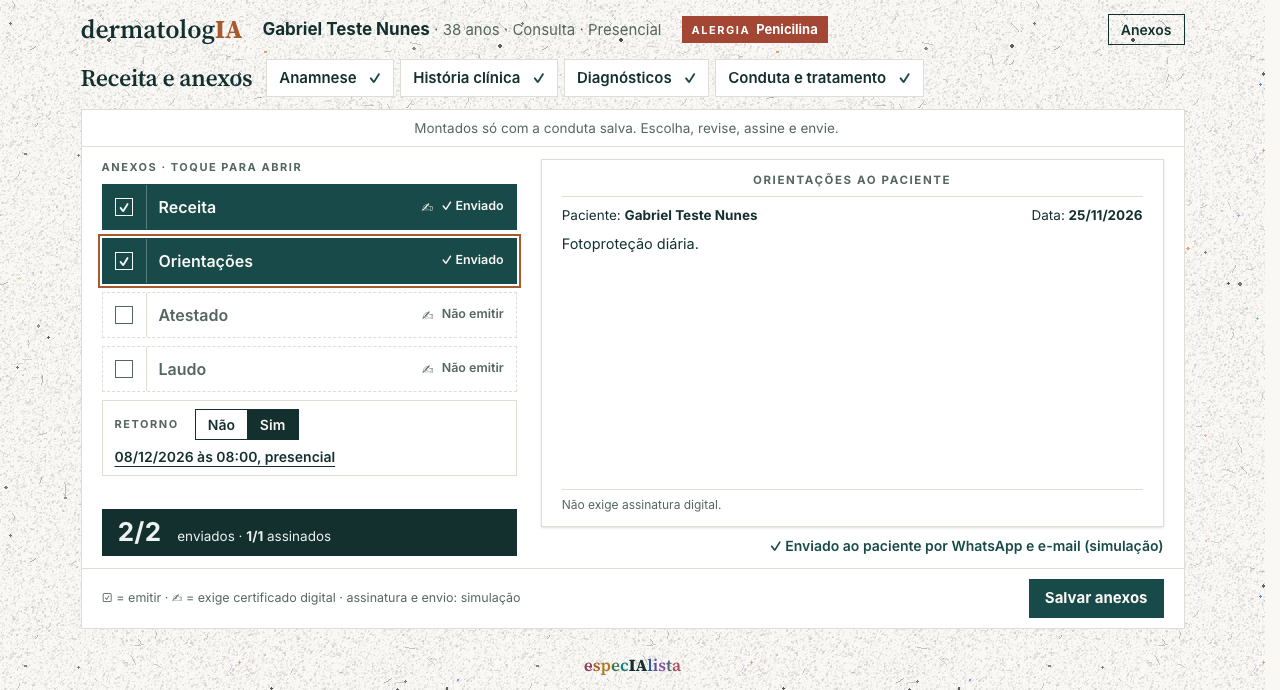 dermatologIA Gabriel Teste Nunes · 38 anos · Consulta · Presencial ALERGIA Penicilina Anexos
Receita e anexos Anamnese ✓ História clínica ✓ Diagnósticos ✓ Conduta e tratamento ✓
Montados só com a conduta salva. Escolha, revise, assine e envie.
ANEXOS · TOQUE PARA ABRIR
☑ Receita ✍ ✓ Enviado
☑ Orientações ✓ Enviado
☐ Atestado ✍ Não emitir
☐ Laudo ✍ Não emitir
RETORNO Não Sim
08/12/2026 às 08:00, presencial
2/2 enviados · 1/1 assinados
ORIENTAÇÕES AO PACIENTE
Paciente: Gabriel Teste Nunes Data: 25/11/2026
Fotoproteção diária.
Não exige assinatura digital.
✓ Enviado ao paciente por WhatsApp e e-mail (simulação)
☑ = emitir · ✍ = exige certificado digital · assinatura e envio: simulação Salvar anexos
especIAlista